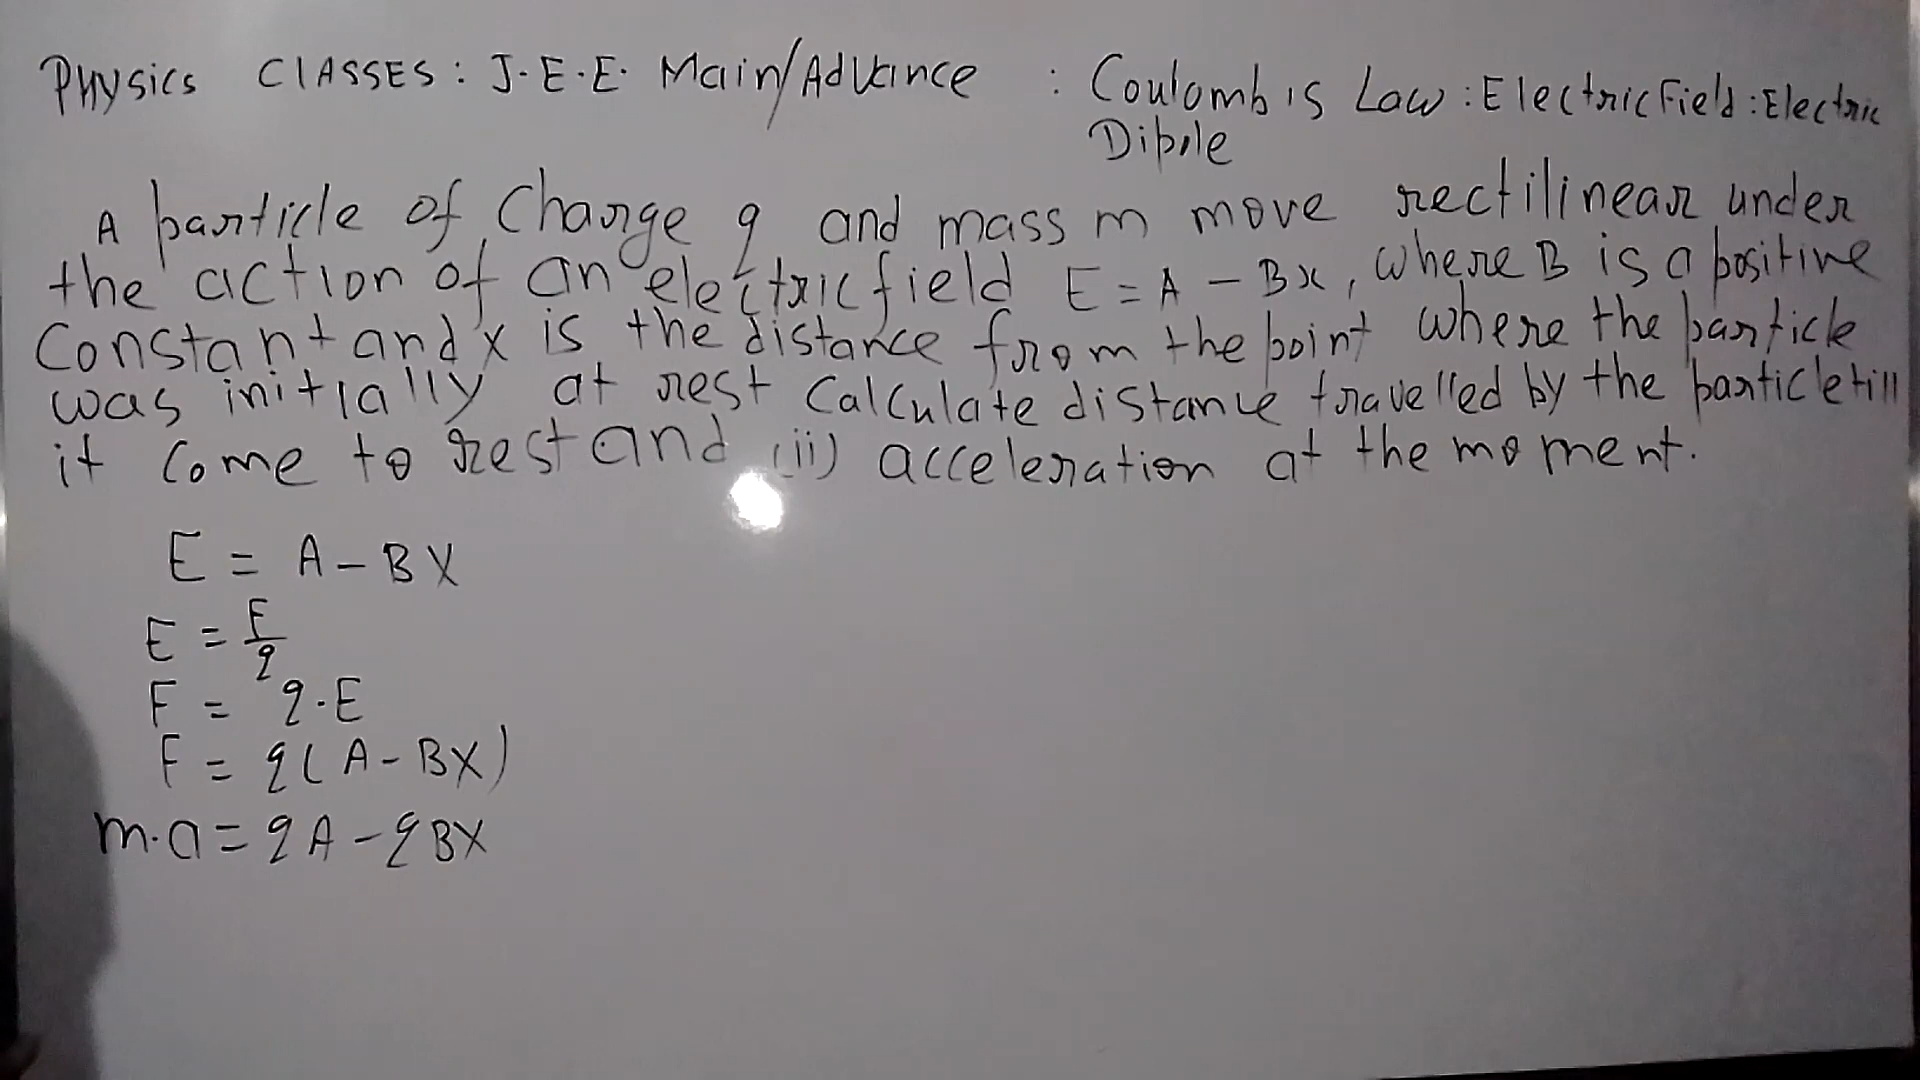 Physics CLASSES: J.E.E. Main/Advance : Coulomb's Law : Electric Field : Electric
Dipole
A particle of Charge q and mass m move rectilinear under
the action of an electric field E = A - Bx, where B is a positive
Constant and x is the distance from the point where the particle
was initially at rest Calculate distance travelled by the particle till
it come to rest and (ii) acceleration at the moment.
E = A - BX
E = F/q
F = q.E
F = q(A - BX)
m.a = qA - qBX